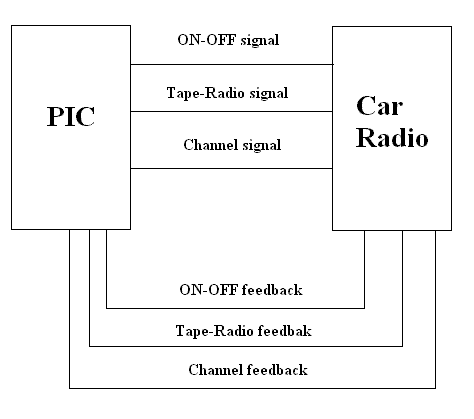 ON-OFF signal
Tape-Radio signal
PIC
Car
Radio
Channel signal
ON-OFF feedback
Tape-Radio feedbak
Channel feedback